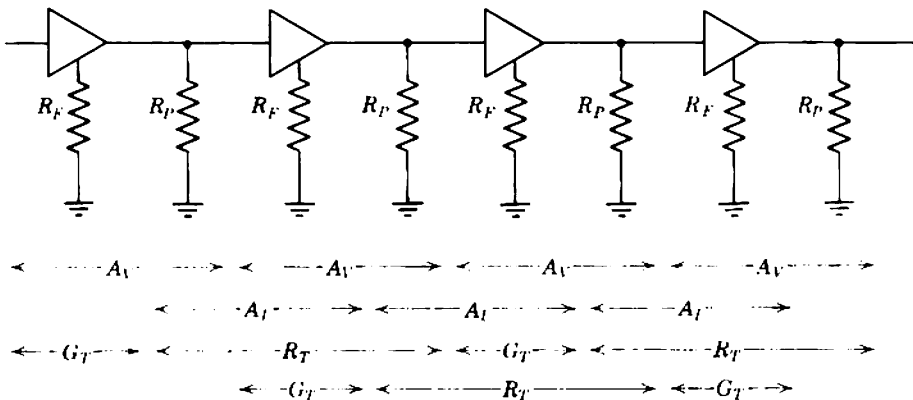 R_F R_P R_F R_P R_F R_P R_F R_P
A_V A_V A_V A_V
A_I A_I A_I
G_T R_T G_T R_T
G_T R_T G_T